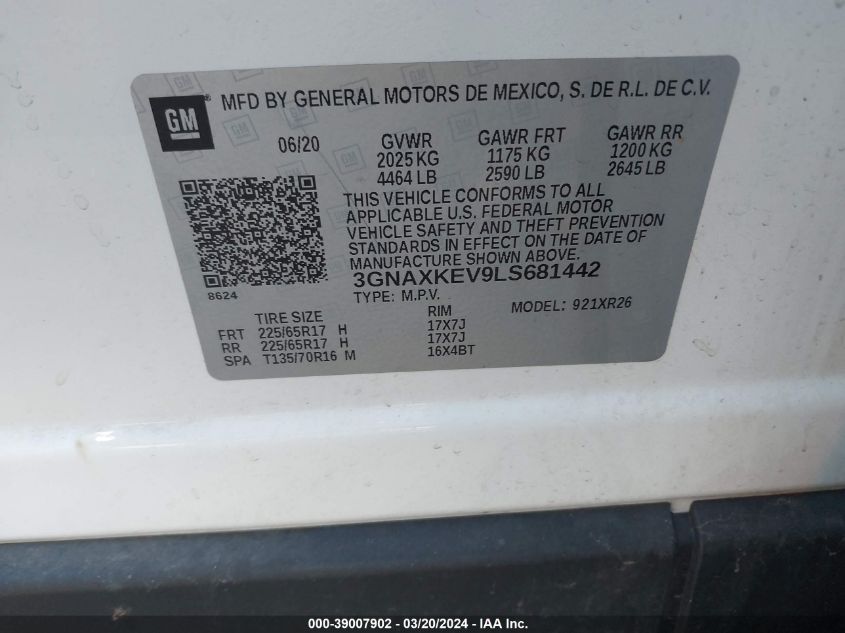 GM ® MFD BY GENERAL MOTORS DE MEXICO, S. DE R.L. DE C.V.
06/20 GVWR GAWR FRT GAWR RR
2025 KG 1175 KG 1200 KG
4464 LB 2590 LB 2645 LB
THIS VEHICLE CONFORMS TO ALL
APPLICABLE U.S. FEDERAL MOTOR
VEHICLE SAFETY AND THEFT PREVENTION
STANDARDS IN EFFECT ON THE DATE OF
MANUFACTURE SHOWN ABOVE.
3GNAXKEV9LS681442
8624 TYPE: M.P.V. MODEL: 921XR26
TIRE SIZE RIM
FRT 225/65R17 H 17X7J
RR 225/65R17 H 17X7J
SPA T135/70R16 M 16X4BT
000-39007902 / 03/20/2024 - IAA Inc.